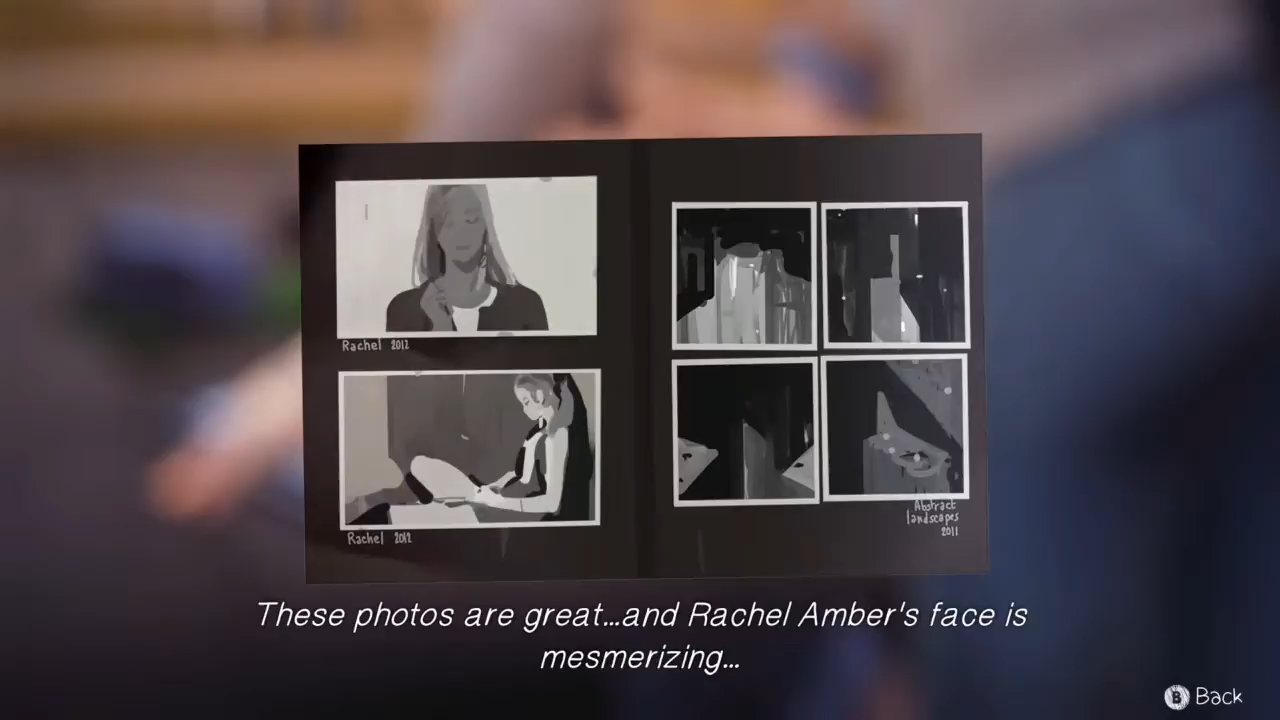 Rachel 2012
Rachel 2012
Abstract
landscapes
2011
These photos are great...and Rachel Amber's face is
mesmerizing...
B Back